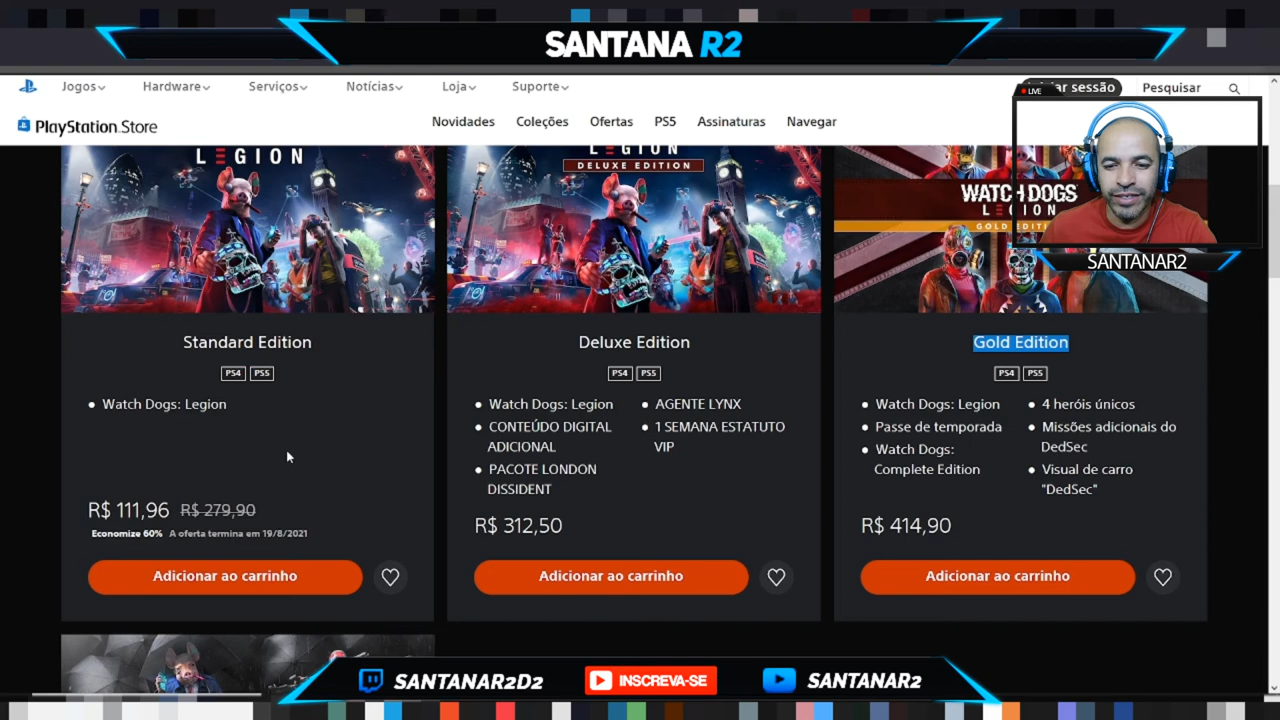 SANTANA R2
Jogos Hardware Serviços Notícias Loja Suporte
LIVE
ar sessão
Pesquisar
PlayStation Store
Novidades Coleções Ofertas PS5 Assinaturas Navegar
LEGION
LEGION
DELUXE EDITION
WATCH DOGS
LEGION
GOLD EDITI
SANTANAR2
Standard Edition
PS4 PS5
• Watch Dogs: Legion
R$ 111,96 R$ 279,90
Economize 60% A oferta termina em 19/8/2021
Adicionar ao carrinho
Deluxe Edition
PS4 PS5
• Watch Dogs: Legion
• CONTEÚDO DIGITAL
ADICIONAL
• PACOTE LONDON
DISSIDENT
• AGENTE LYNX
• 1 SEMANA ESTATUTO
VIP
R$ 312,50
Adicionar ao carrinho
Gold Edition
PS4 PS5
• Watch Dogs: Legion
• Passe de temporada
• Watch Dogs:
Complete Edition
• 4 heróis únicos
• Missões adicionais do
DedSec
• Visual de carro
"DedSec"
R$ 414,90
Adicionar ao carrinho
SANTANAR2D2
INSCREVA-SE
SANTANAR2